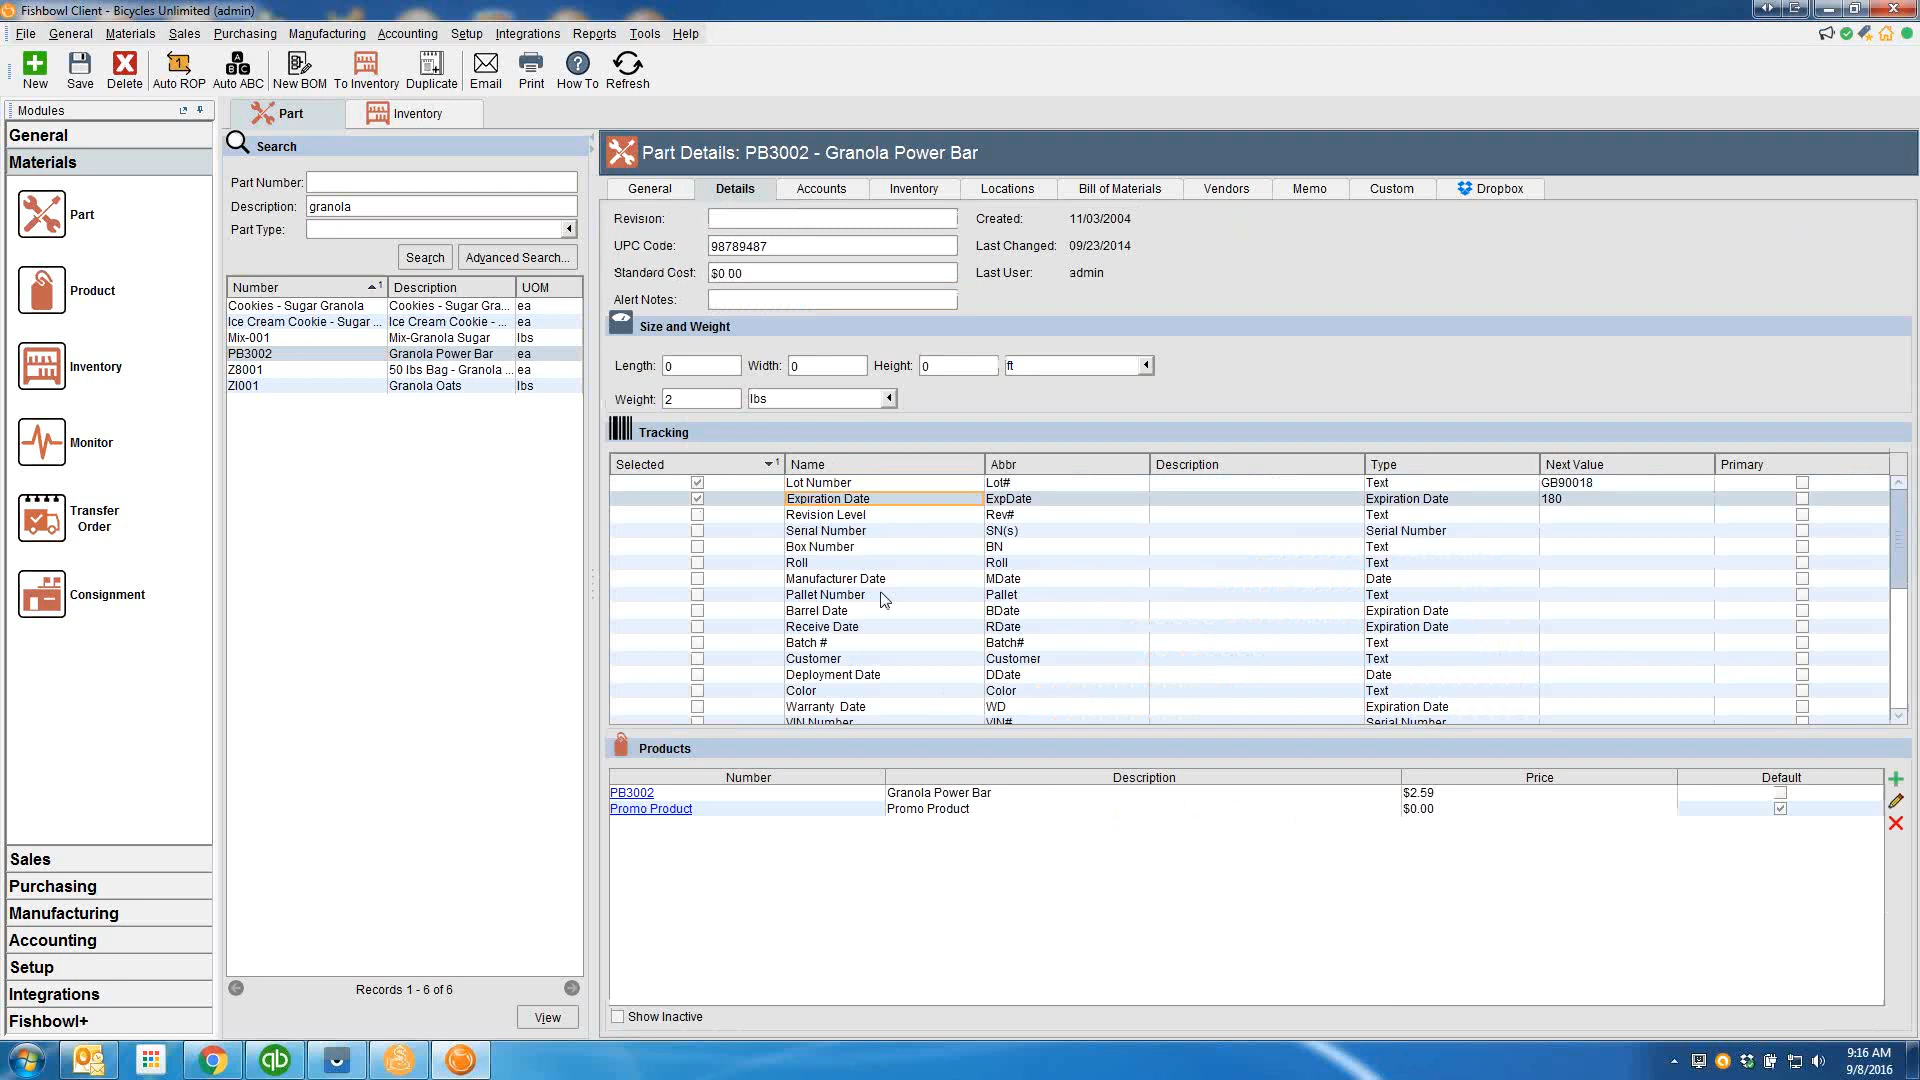 Fishbowl Client - Bicycles Unlimited (admin)
File General Materials Sales Purchasing Manufacturing Accounting Setup Integrations Reports Tools Help
New Save Delete Auto ROP Auto ABC New BOM To Inventory Duplicate Email Print How To Refresh
Modules
General
Materials
Part
Product
Inventory
Monitor
Transfer
Order
Consignment
Sales
Purchasing
Manufacturing
Accounting
Setup
Integrations
Fishbowl+
Part Inventory
Search
Part Number:
Description: granola
Part Type:
Search Advanced Search...
Number 1 Description UOM
Cookies - Sugar Granola Cookies - Sugar Gra... ea
Ice Cream Cookie - Sugar ... Ice Cream Cookie - ... ea
Mix-001 Mix-Granola Sugar lbs
PB3002 Granola Power Bar ea
Z8001 50 lbs Bag - Granola ... ea
ZI001 Granola Oats lbs
Records 1 - 6 of 6
View
Part Details: PB3002 - Granola Power Bar
General Details Accounts Inventory Locations Bill of Materials Vendors Memo Custom Dropbox
Revision: Created: 11/03/2004
UPC Code: 98789487 Last Changed: 09/23/2014
Standard Cost: $0.00 Last User: admin
Alert Notes:
Size and Weight
Length: 0 Width: 0 Height: 0 ft
Weight: 2 lbs
Tracking
Selected 1 Name Abbr Description Type Next Value Primary
Lot Number Lot# Text GB90018
Expiration Date ExpDate Expiration Date 180
Revision Level Rev# Text
Serial Number SN(s) Serial Number
Box Number BN Text
Roll Roll Text
Manufacturer Date MDate Date
Pallet Number Pallet Text
Barrel Date BDate Expiration Date
Receive Date RDate Expiration Date
Batch # Batch# Text
Customer Customer Text
Deployment Date DDate Date
Color Color Text
Warranty Date WD Expiration Date
VIN Number VIN# Serial Number
Products
Number Description Price Default
PB3002 Granola Power Bar $2.59
Promo Product Promo Product $0.00
Show Inactive
9:16 AM
9/8/2016